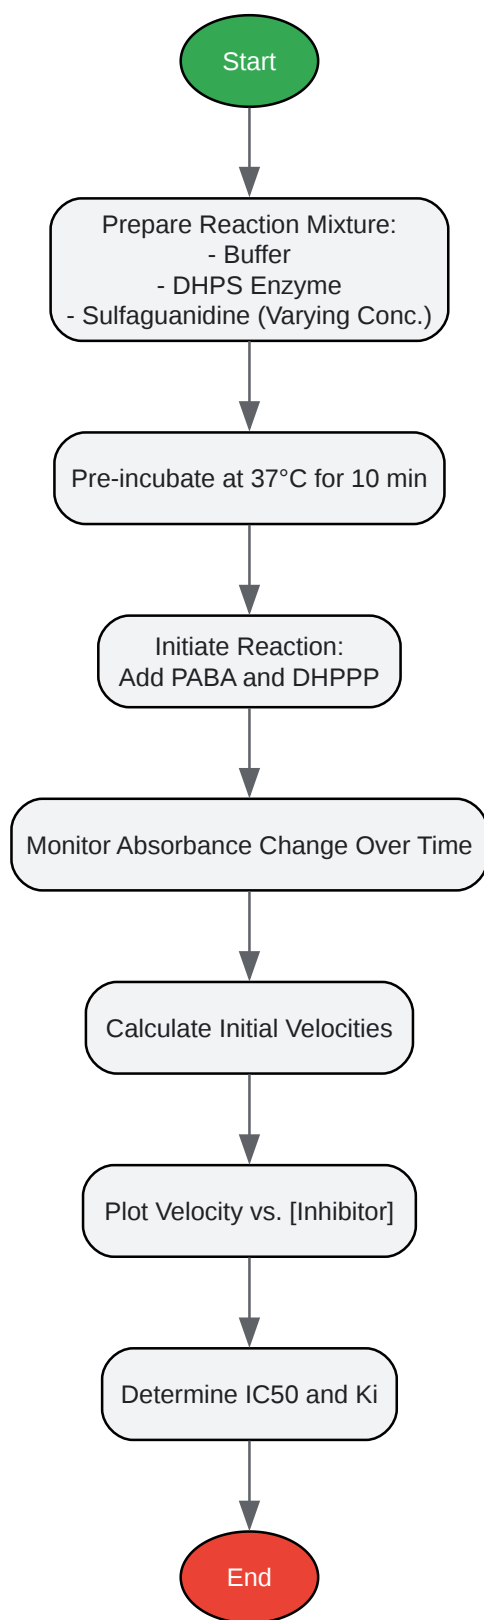 Start
Prepare Reaction Mixture:
- Buffer
- DHPS Enzyme
- Sulfaguanidine (Varying Conc.)
Pre-incubate at 37°C for 10 min
Initiate Reaction:
Add PABA and DHPPP
Monitor Absorbance Change Over Time
Calculate Initial Velocities
Plot Velocity vs. [Inhibitor]
Determine IC50 and Ki
End